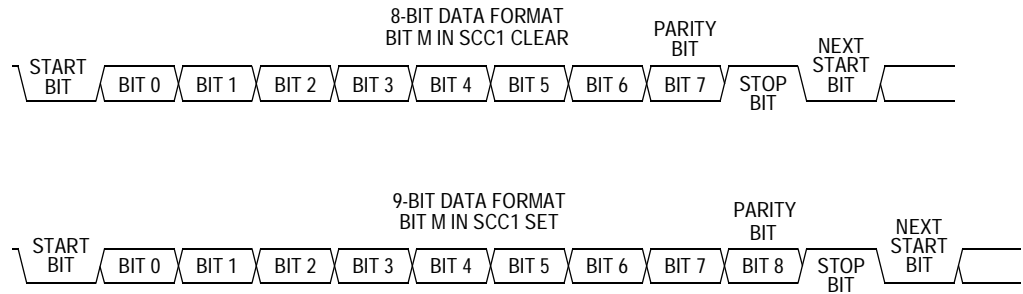 8-BIT DATA FORMAT
BIT M IN SCC1 CLEAR
PARITY
BIT
NEXT
START
BIT
START
BIT
BIT 0
BIT 1
BIT 2
BIT 3
BIT 4
BIT 5
BIT 6
BIT 7
STOP
BIT
9-BIT DATA FORMAT
BIT M IN SCC1 SET
PARITY
BIT
NEXT
START
BIT
START
BIT
BIT 0
BIT 1
BIT 2
BIT 3
BIT 4
BIT 5
BIT 6
BIT 7
BIT 8
STOP
BIT